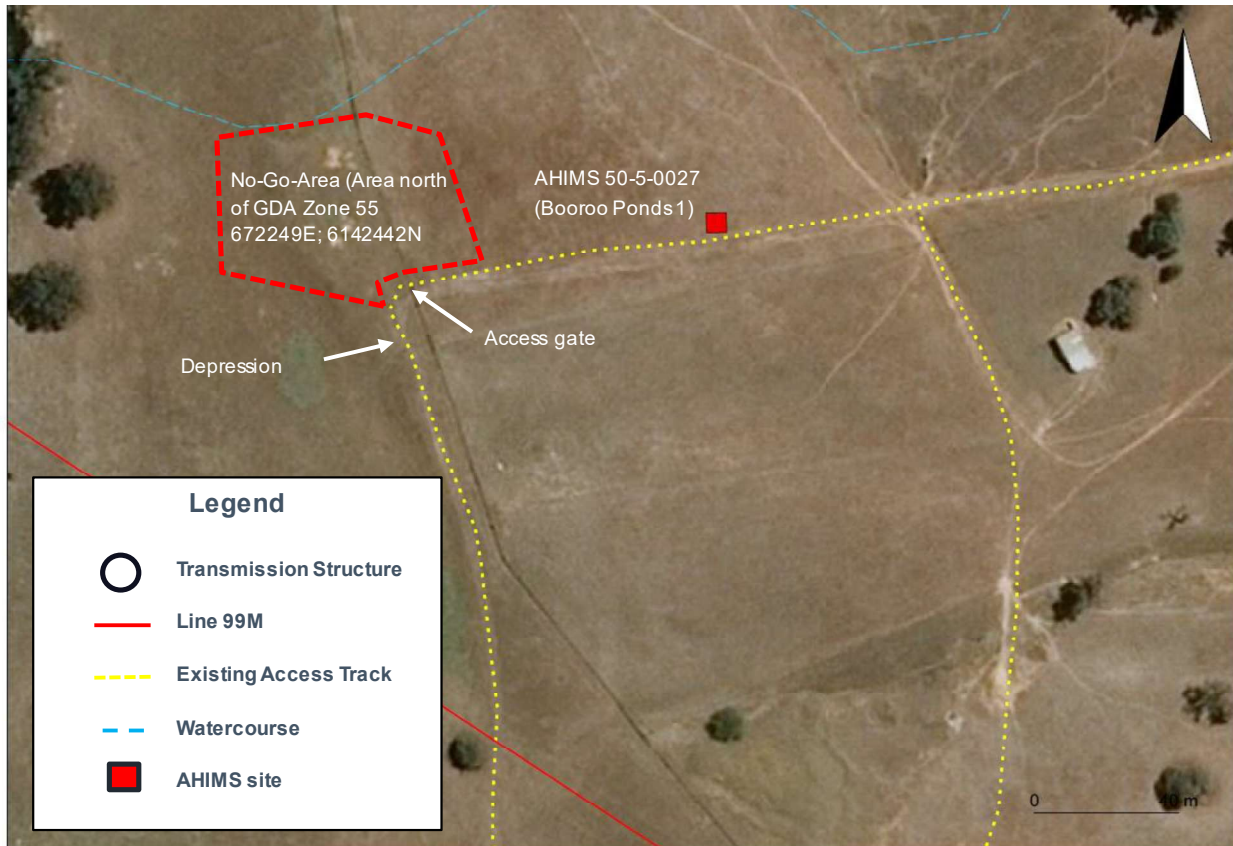 No-Go-Area (Area north
of GDA Zone 55
672249E; 6142442N
AHIMS 50-5-0027
(Booroo Ponds 1)
Access gate
Depression
Legend
Transmission Structure
Line 99M
Existing Access Track
Watercourse
AHIMS site
0